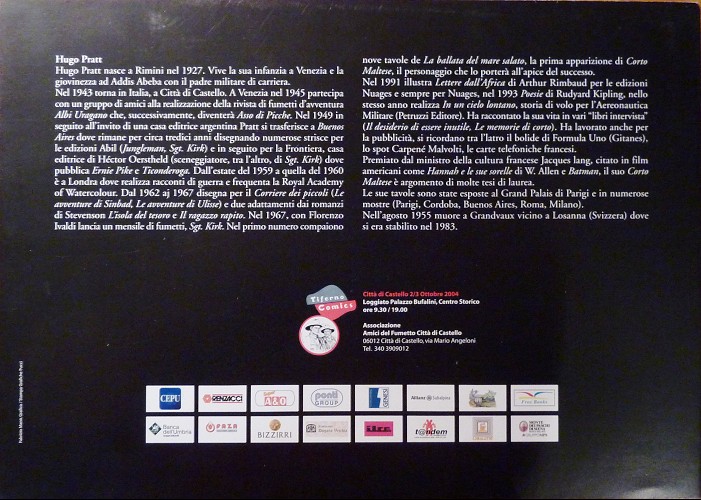 Hugo Pratt
Hugo Pratt nasce a Rimini nel 1927. Vive la sua infanzia a Venezia e la
giovinezza ad Addis Abeba con il padre militare di carriera.
Nel 1943 torna in Italia, a Città di Castello. A Venezia nel 1945 partecipa
con un gruppo di amici alla realizzazione della rivista di fumetti d'avventura
Albi Uragano che, successivamente, diventerà Asso di Picche. Nel 1949 in
seguito all'invito di una casa editrice argentina Pratt si trasferisce a Buenos
Aires dove rimane per circa tredici anni disegnando numerose strisce per
le edizioni Abil (Jungleman, Sgt. Kirk) e in seguito per la Frontiera, casa
editrice di Héctor Oerstheld (sceneggiatore, tra l'altro, di Sgt. Kirk) dove
pubblica Ernie Pike e Ticonderoga. Dall'estate del 1959 a quella del 1960
è a Londra dove realizza racconti di guerra e frequenta la Royal Academy
of Watercolour. Dal 1962 aj 1967 disegna per il Corriere dei piccoli (Le
avventure di Sinbad, Le avventure di Ulisse) e due adattamenti dai romanzi
di Stevenson L'isola del tesoro e Il ragazzo rapito. Nel 1967, con Florenzo
Ivaldi lancia un mensile di fumetti, Sgt. Kirk. Nel primo numero compaiono
nove tavole de La ballata del mare salato, la prima apparizione di Corto
Maltese, il personaggio che lo porterà all'apice del successo.
Nel 1991 illustra Lettere dall'Africa di Arthur Rimbaud per le edizioni
Nuages e sempre per Nuages, nel 1993 Poesie di Rudyard Kipling, nello
stesso anno realizza In un cielo lontano, storia di volo per l'Aeronautica
Militare (Petruzzi Editore). Ha raccontato la sua vita in vari "libri intervista"
(Il desiderio di essere inutile, Le memorie di corto). Ha lavorato anche per
la pubblicità, si ricordano tra l'altro il bolide di Formula Uno (Gitanes),
lo spot Carpené Malvolti, le carte telefoniche francesi.
Premiato dal ministro della cultura francese Jacques lang, citato in film
americani come Hannah e le sue sorelle di W. Allen e Batman, il suo Corto
Maltese è argomento di molte tesi di laurea.
Le sue tavole sono state esposte al Grand Palais di Parigi e in numerose
mostre (Parigi, Cordoba, Buenos Aires, Roma, Milano).
Nell'agosto 1955 muore a Grandvaux vicino a Losanna (Svizzera) dove
si era stabilito nel 1983.
Tiferno
Comics
Città di Castello 2/3 Ottobre 2004
Loggiato Palazzo Bufalini, Centro Storico
ore 9.30 / 19.00
Associazione
Amici del Fumetto Città di Castello
06012 Città di Castello, via Mario Angeloni
Tel. 340 3909012
CEPU
RENZACCI
A&O
ponti
GROUP
GENESI
Allianz Subalpina
Free Books
Banca
dell'Umbria
FAZA
BIZZIRRI
tandem
MONTE
DEI PASCHI
DI SIENA